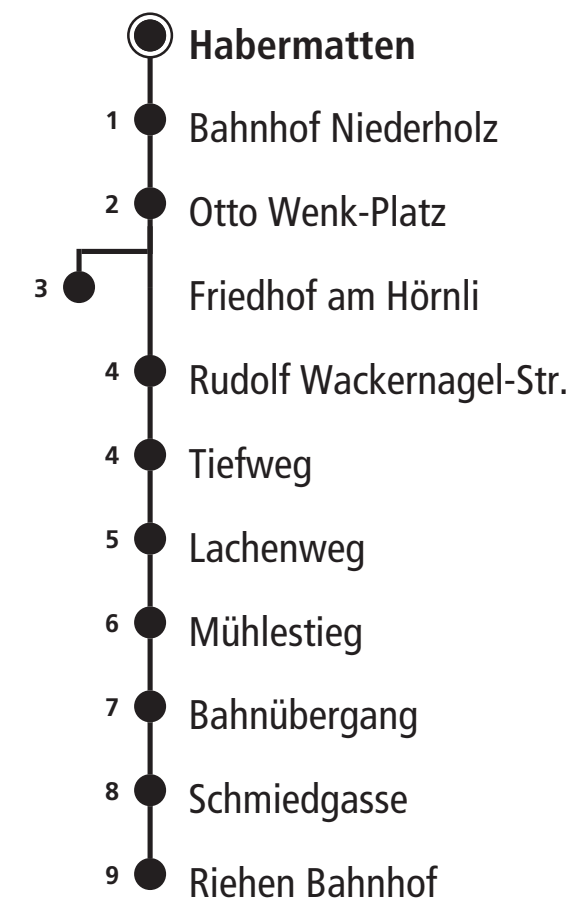 Habermatten
1 Bahnhof Niederholz
2 Otto Wenk-Platz
3 Friedhof am Hörnli
4 Rudolf Wackernagel-Str.
4 Tiefweg
5 Lachenweg
6 Mühlestieg
7 Bahnübergang
8 Schmiedgasse
9 Riehen Bahnhof